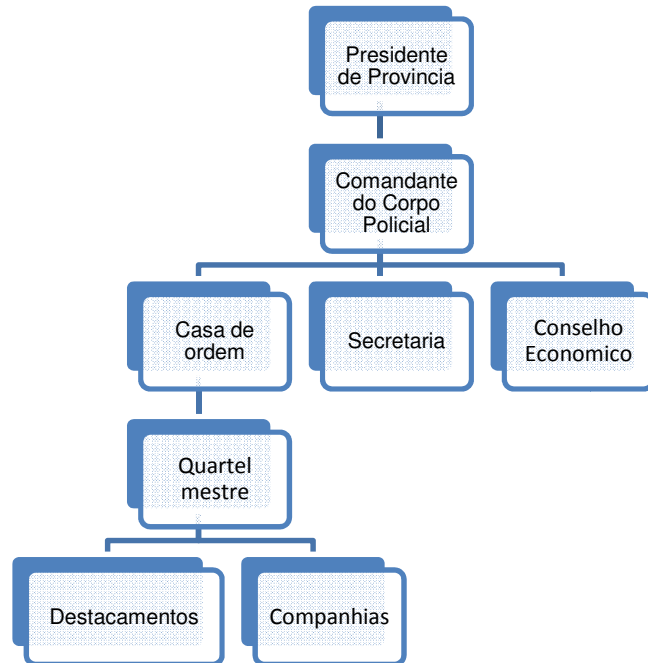 Presidente
de Provincia
Comandante
do Corpo
Policial
Casa de
ordem
Secretaria
Conselho
Economico
Quartel
mestre
Destacamentos
Companhias